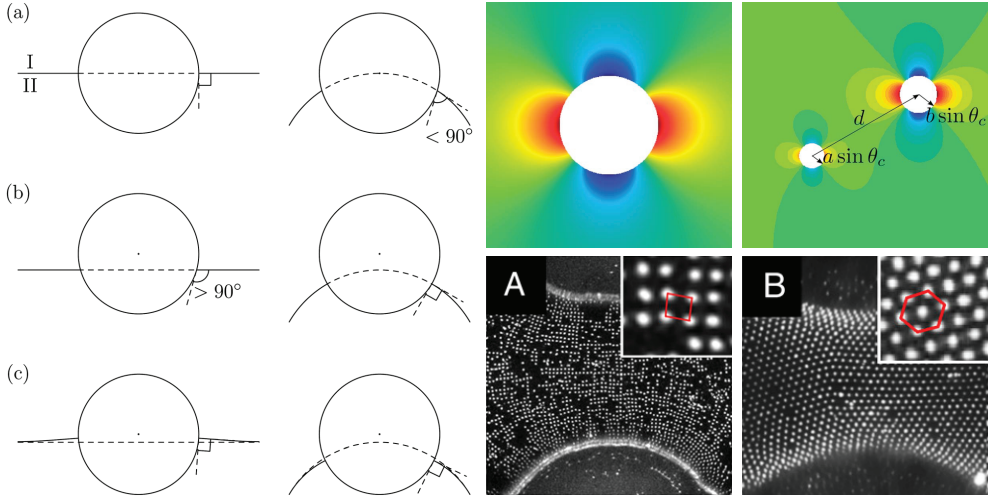 (a)
I
II
< 90°
(b)
> 90°
(c)
d
b sin θ_c
a sin θ_c
A
B